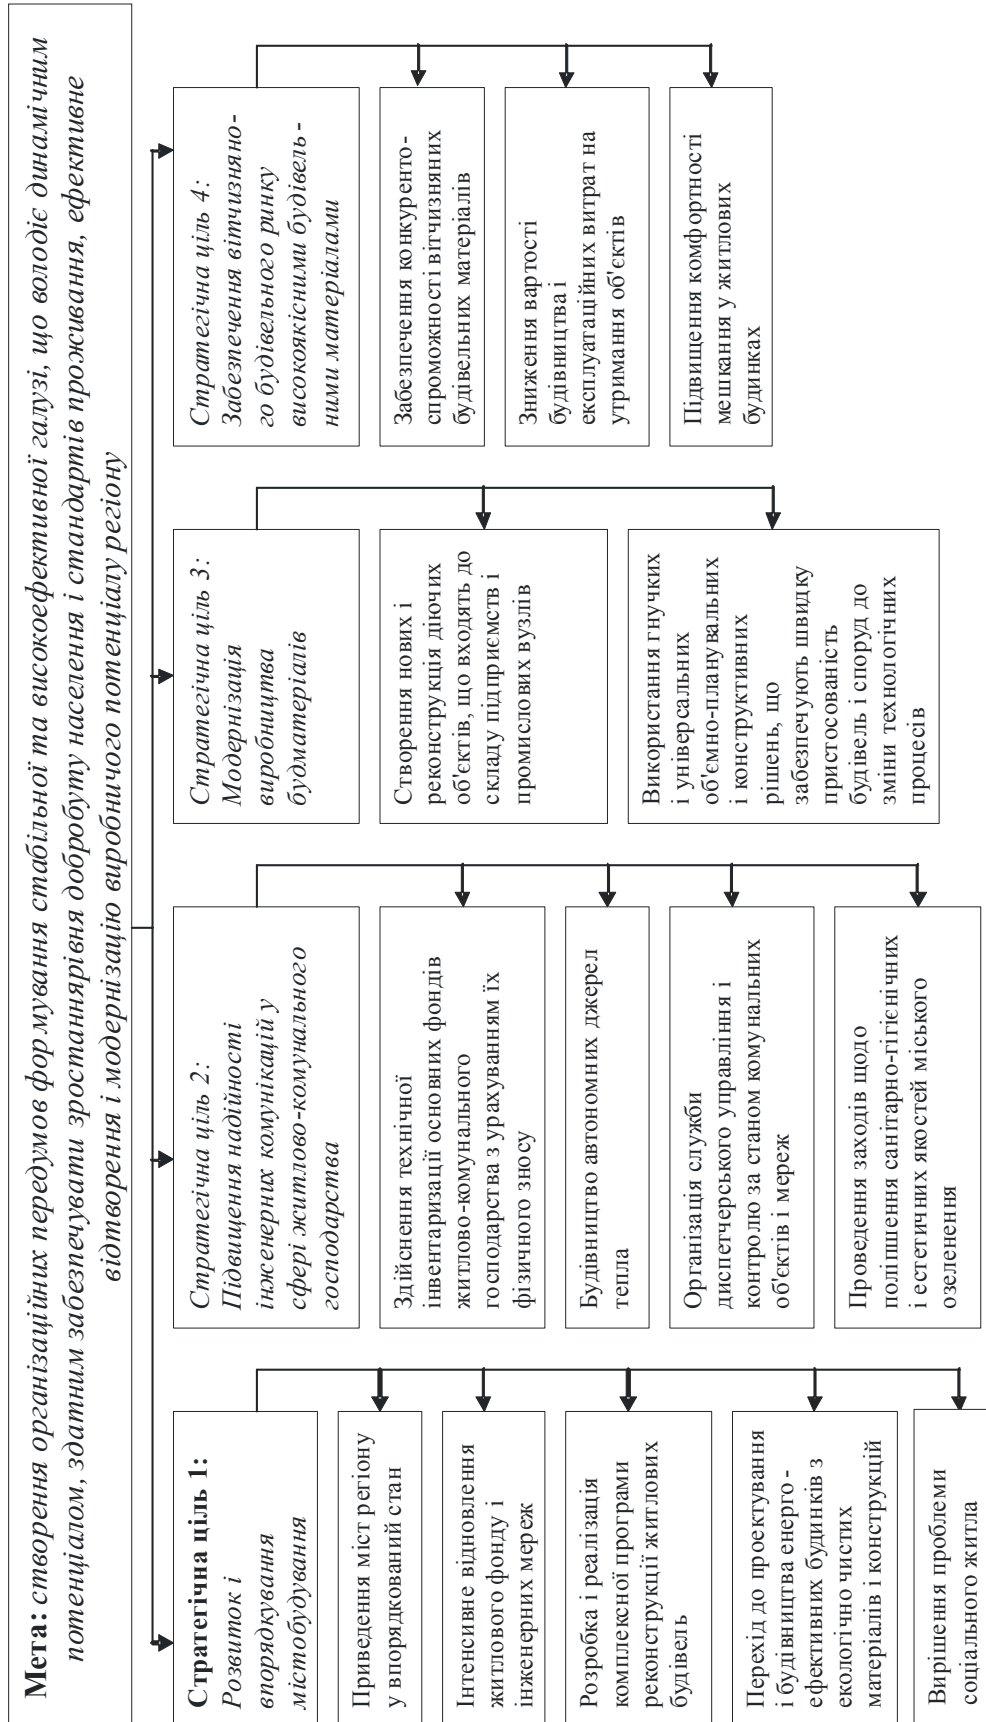 Мета: створення організаційних передумов формування стабільної та високоефективної галузі, що володіє динамічним
потенціалом, здатним забезпечувати зростаннярівня добробуту населення і стандартів проживання, ефективне
відтворення і модернізацію виробничого потенціалу регіону
Стратегічна ціль 1:
Розвиток і
впорядкування
містобудування
Приведення міст регіону
у впорядкований стан
Інтенсивне відновлення
житлового фонду і
інженерних мереж
Розробка і реалізація
комплексної програми
реконструкції житлових
будівель
Перехід до проектування
і будівництва енерго-
ефективних будинків з
екологічно чистих
матеріалів і конструкцій
Вирішення проблеми
соціального житла
Стратегічна ціль 2:
Підвищення надійності
інженерних комунікацій у
сфері житлово-комунального
господарства
Здійснення технічної
інвентаризації основних фондів
житлово-комунального
господарства з урахуванням їх
фізичного зносу
Будівництво автономних джерел
тепла
Організація служби
диспетчерського управління і
контролю за станом комунальних
об'єктів і мереж
Проведення заходів щодо
поліпшення санітарно-гігієнічних
і естетичних якостей міського
озеленення
Стратегічна ціль 3:
Модернізація
виробництва
будматеріалів
Створення нових і
реконструкція діючих
об'єктів, що входять до
складу підприємств і
промислових вузлів
Використання гнучких
і універсальних
об'ємно-планувальних
і конструктивних
рішень, що
забезпечують швидку
пристосованість
будівель і споруд до
зміни технологічних
процесів
Стратегічна ціль 4:
Забезпечення вітчизняно-
го будівельного ринку
високоякісними будівель -
ними матеріалами
Забезпечення конкуренто-
спроможності вітчизняних
будівельних матеріалів
Зниження вартості
будівництва і
експлуатаційних витрат на
утримання об'єктів
Підвищення комфортності
мешкання у житлових
будинках